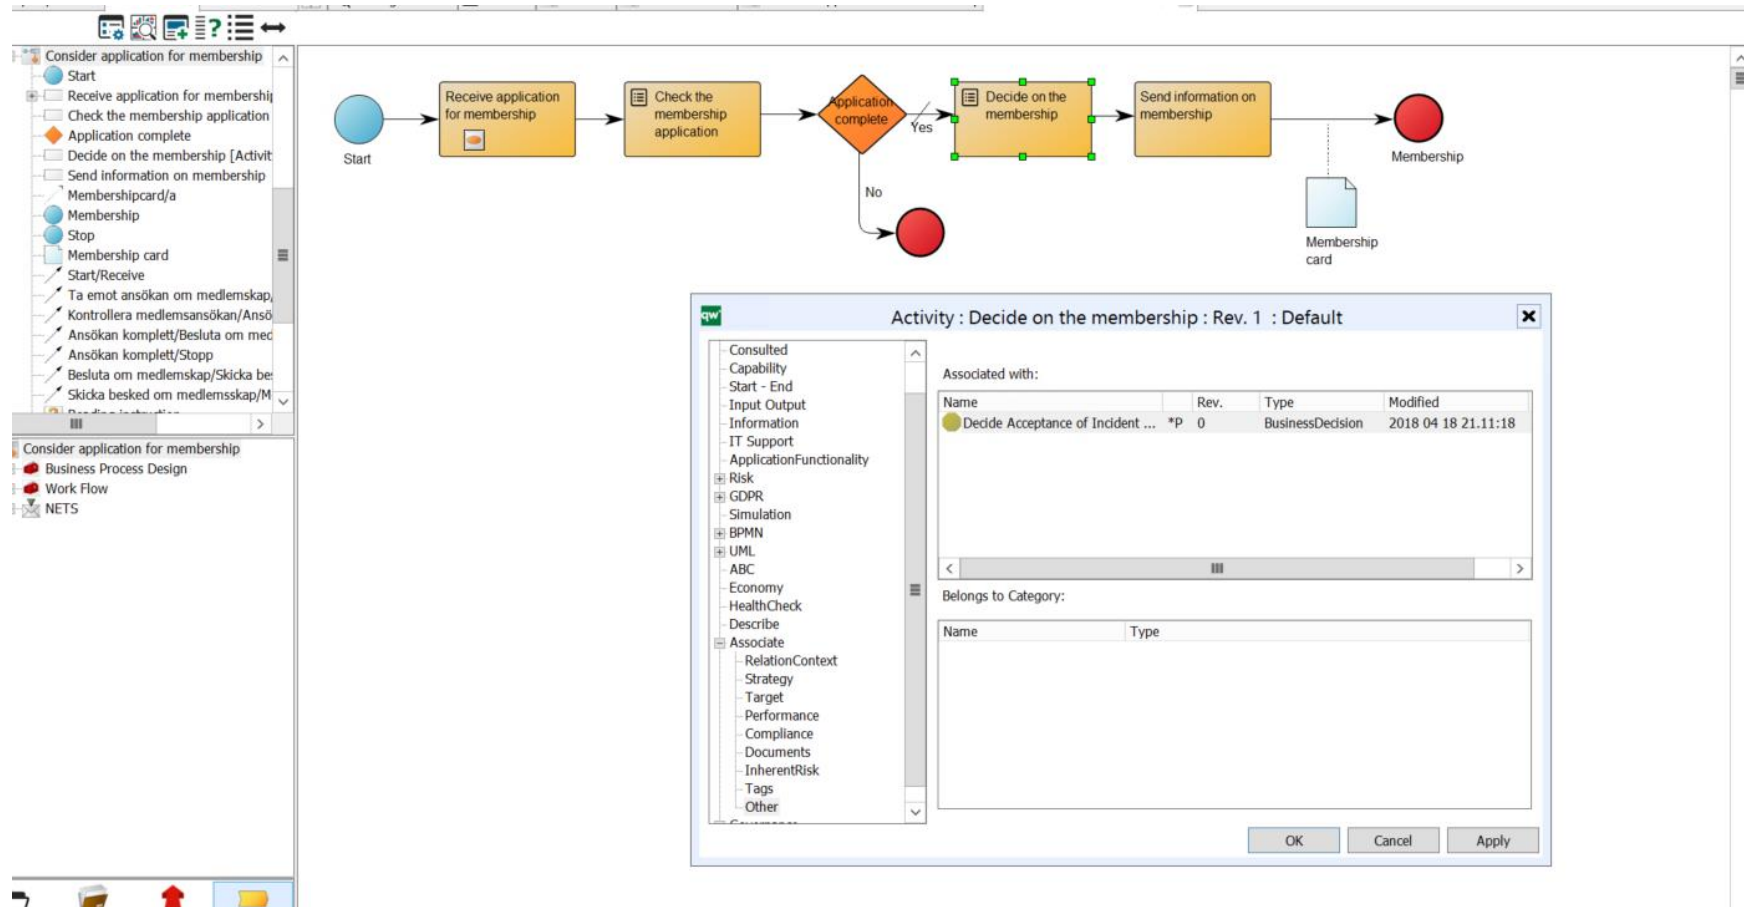 Consider application for membership
Start
Receive application for membership
Check the membership application
Application complete
Decide on the membership [Activit
Send information on membership
Membershipcard/a
Membership
Stop
Membership card
Start/Receive
Ta emot ansökan om medlemskap,
Kontrollera medlemsansökan/Ansö
Ansökan komplett/Besluta om med
Ansökan komplett/Stopp
Besluta om medlemskap/Skicka be
Skicka besked om medlemsskap/M
Consider application for membership
Business Process Design
Work Flow
NETS
Start
Receive application
for membership
Check the
membership
application
Application
complete
Yes
No
Decide on the
membership
Send information on
membership
Membership
Membership
card
qw
Activity : Decide on the membership : Rev. 1 : Default
Consulted
Capability
Start - End
Input Output
Information
IT Support
ApplicationFunctionality
Risk
GDPR
Simulation
BPMN
UML
ABC
Economy
HealthCheck
Describe
Associate
RelationContext
Strategy
Target
Performance
Compliance
Documents
InherentRisk
Tags
Other
Associated with:
Name Rev. Type Modified
Decide Acceptance of Incident ... *P 0 BusinessDecision 2018 04 18 21.11:18
Belongs to Category:
Name Type
OK Cancel Apply